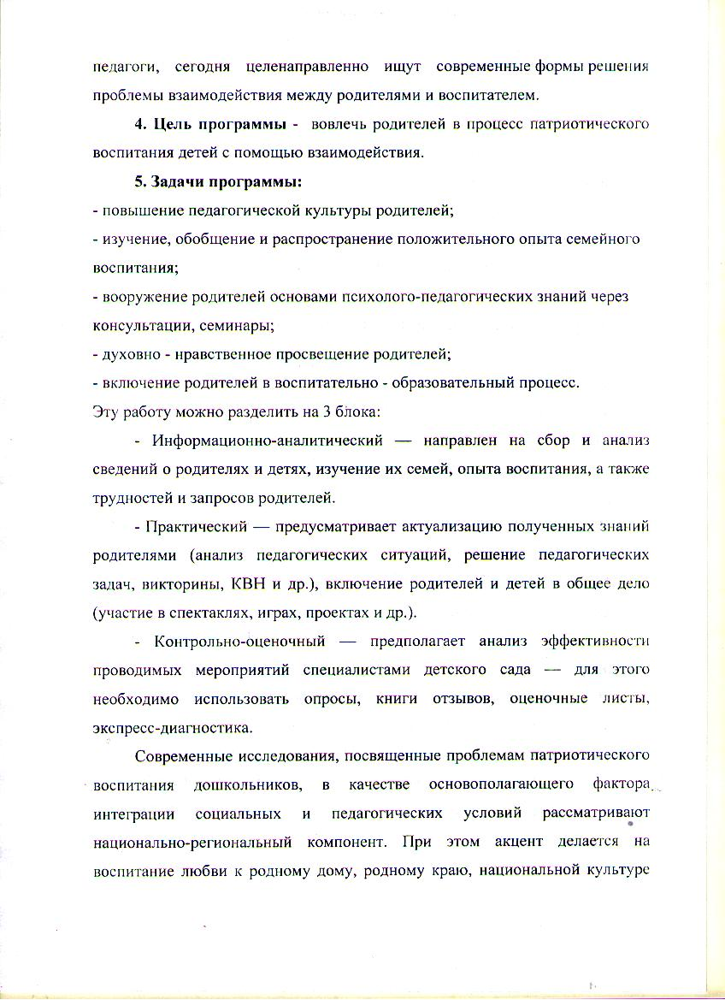 педагоги, сегодня целенаправленно ищут современные формы решения
проблемы взаимодействия между родителями и воспитателем.
4. Цель программы - вовлечь родителей в процесс патриотического
воспитания детей с помощью взаимодействия.
5. Задачи программы:
- повышение педагогической культуры родителей;
- изучение, обобщение и распространение положительного опыта семейного
воспитания;
- вооружение родителей основами психолого-педагогических знаний через
консультации, семинары;
- духовно - нравственное просвещение родителей;
- включение родителей в воспитательно - образовательный процесс.
Эту работу можно разделить на 3 блока:
- Информационно-аналитический — направлен на сбор и анализ
сведений о родителях и детях, изучение их семей, опыта воспитания, а также
трудностей и запросов родителей.
- Практический — предусматривает актуализацию полученных знаний
родителями (анализ педагогических ситуаций, решение педагогических
задач, викторины, КВН и др.), включение родителей и детей в общее дело
(участие в спектаклях, играх, проектах и др.).
- Контрольно-оценочный — предполагает анализ эффективности
проводимых мероприятий специалистами детского сада — для этого
необходимо использовать опросы, книги отзывов, оценочные листы,
экспресс-диагностика.
Современные исследования, посвященные проблемам патриотического
воспитания дошкольников, в качестве основополагающего фактора
интеграции социальных и педагогических условий рассматривают
национально-региональный компонент. При этом акцент делается на
воспитание любви к родному дому, родному краю, национальной культуре